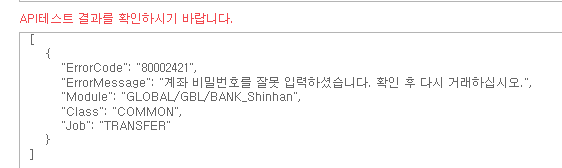 API테스트 결과를 확인하시기 바랍니다.
[
{
"ErrorCode": "80002421",
"ErrorMessage": "계좌 비밀번호를 잘못 입력하셨습니다. 확인 후 다시 거래하십시오.",
"Module": "GLOBAL/GBL/BANK_Shinhan",
"Class": "COMMON",
"Job": "TRANSFER"
}
]